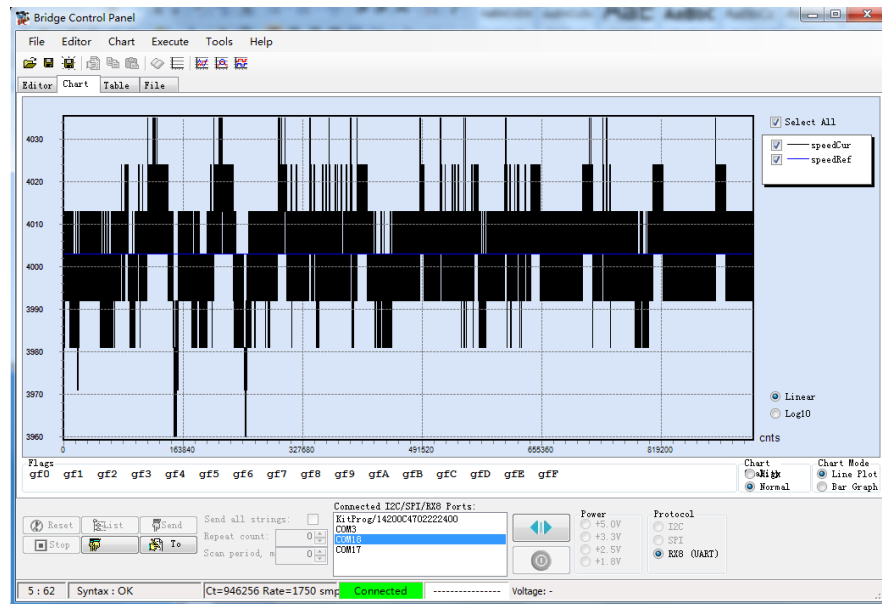 Bridge Control Panel
File Editor Chart Execute Tools Help
Editor Chart Table File
Select All
speedCur
speedRef
4030
4020
4010
4000
3990
3980
3970
3960
0 163840 327680 491520 655360 819200
cnts
Linear
Log10
Flags
gf0 gf1 gf2 gf3 gf4 gf5 gf6 gf7 gf8 gf9 gfA gfB gfC gfD gfE gfF
Chart
Normal
Chart Mode
Line Plot
Bar Graph
Reset List Send
Stop To
Send all strings:
Repeat count: 0
Scan period, m 0
Connected I2C/SPI/RX8 Ports:
KitProg/14200C4702222400
COM3
COM18
COM17
Power
+5.0V
+3.3V
+2.5V
+1.8V
Protocol
I2C
SPI
RX8 (UART)
5 : 62 Syntax : OK Ct=946256 Rate=1750 smp Connected ---------------- Voltage: -